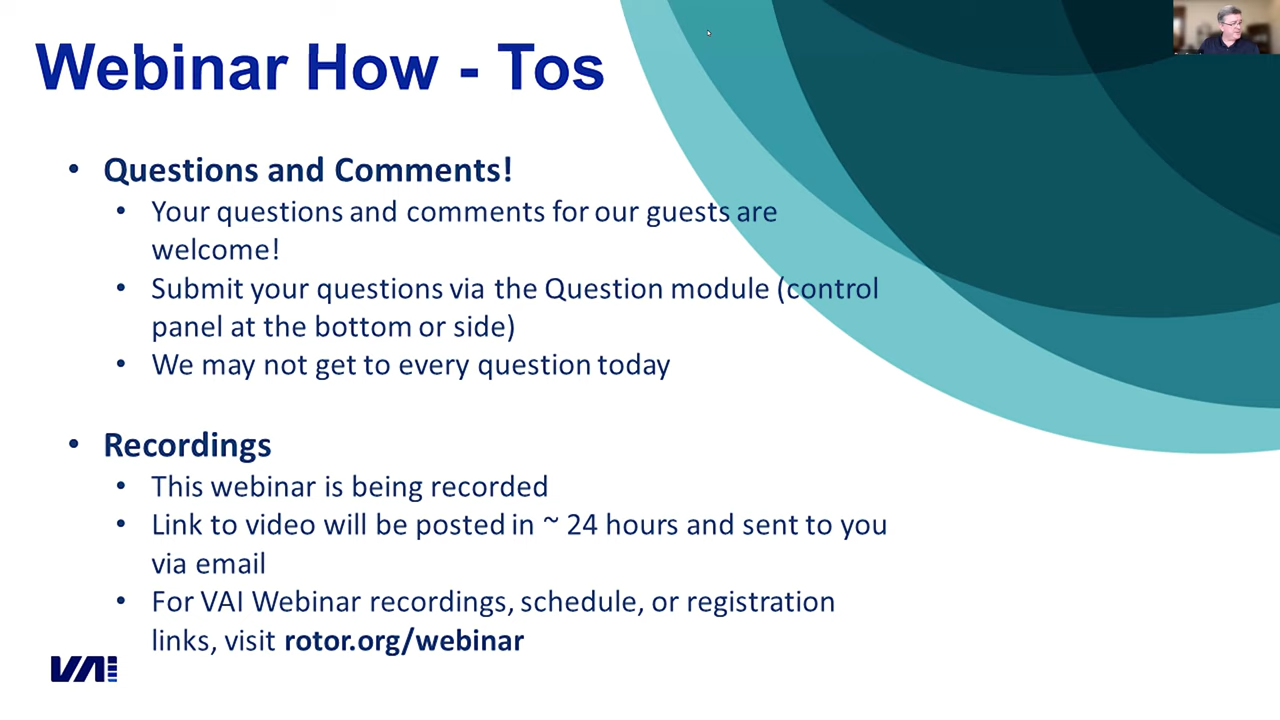 Webinar How - Tos
• Questions and Comments!
• Your questions and comments for our guests are
welcome!
• Submit your questions via the Question module (control
panel at the bottom or side)
• We may not get to every question today
• Recordings
• This webinar is being recorded
• Link to video will be posted in ~ 24 hours and sent to you
via email
• For VAI Webinar recordings, schedule, or registration
links, visit rotor.org/webinar
VAI